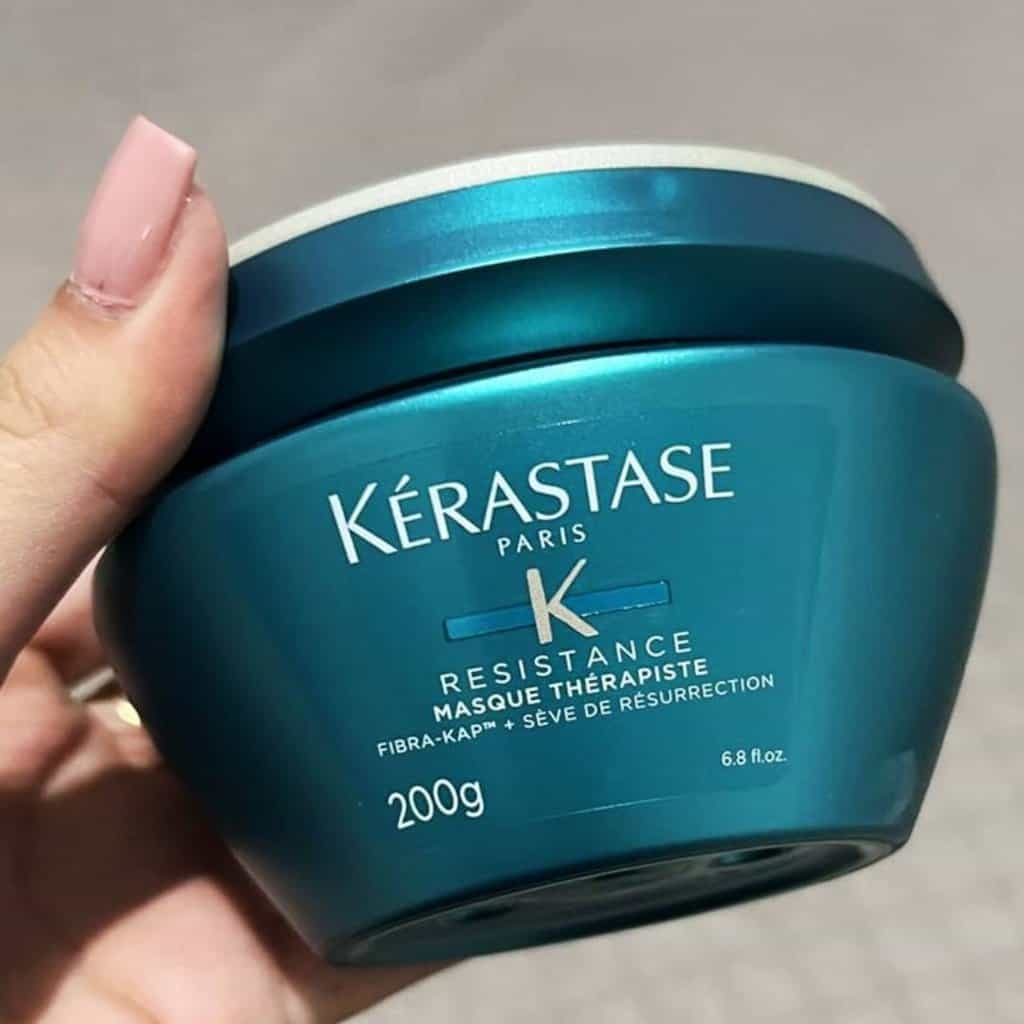 KÉRASTASE
PARIS
K
RESISTANCE
MASQUE THÉRAPISTE
FIBRA-KAP™ + SÈVE DE RÉSURRECTION
200g
6.8 fl.oz.